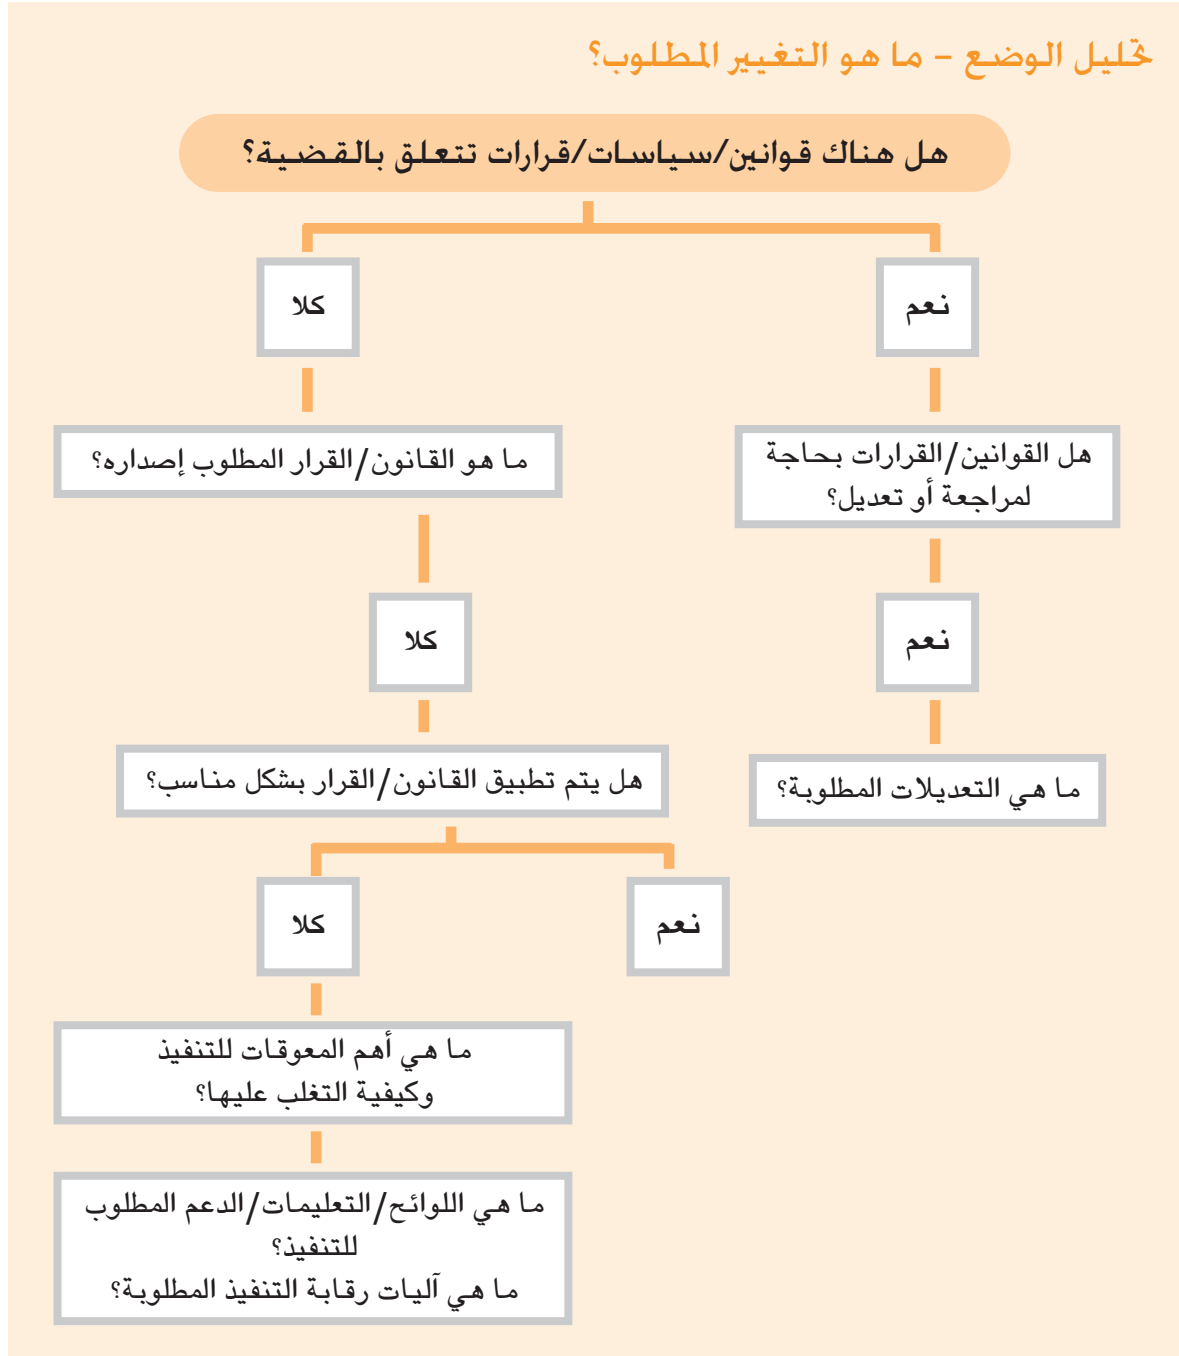 تحليل الوضع – ما هو التغيير المطلوب؟
هل هناك قوانين/سياسات/قرارات تتعلق بالقضية؟
نعم
كلا
هل القوانين/القرارات بحاجة
لمراجعة أو تعديل؟
ما هو القانون/القرار المطلوب إصداره؟
نعم
كلا
ما هي التعديلات المطلوبة؟
هل يتم تطبيق القانون/القرار بشكل مناسب؟
نعم
كلا
ما هي أهم المعوقات للتنفيذ
وكيفية التغلب عليها؟
ما هي اللوائح/التعليمات/الدعم المطلوب
للتنفيذ؟
ما هي آليات رقابة التنفيذ المطلوبة؟